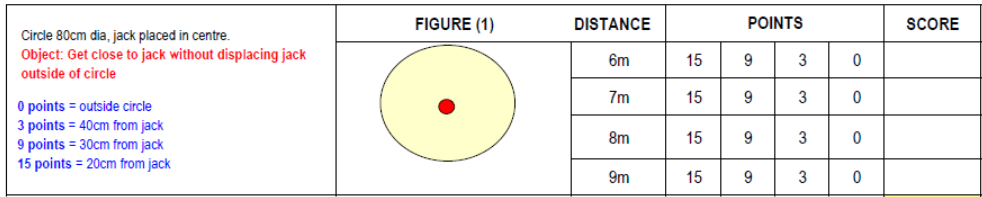 Circle 80cm dia, jack placed in centre.
Object: Get close to jack without displacing jack
outside of circle
0 points = outside circle
3 points = 40cm from jack
9 points = 30cm from jack
15 points = 20cm from jack
FIGURE (1) DISTANCE POINTS SCORE
6m 15 9 3 0
7m 15 9 3 0
8m 15 9 3 0
9m 15 9 3 0